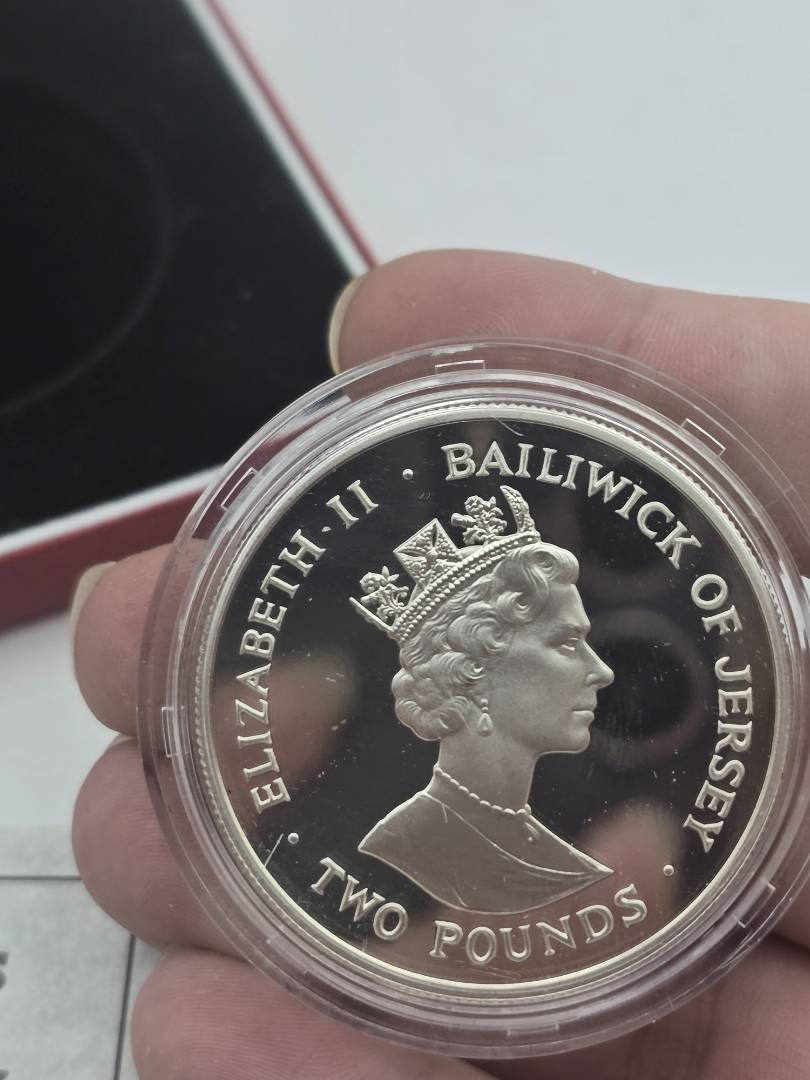 ELIZABETH · II · BAILIWICK OF JERSEY ·
TWO POUNDS ·